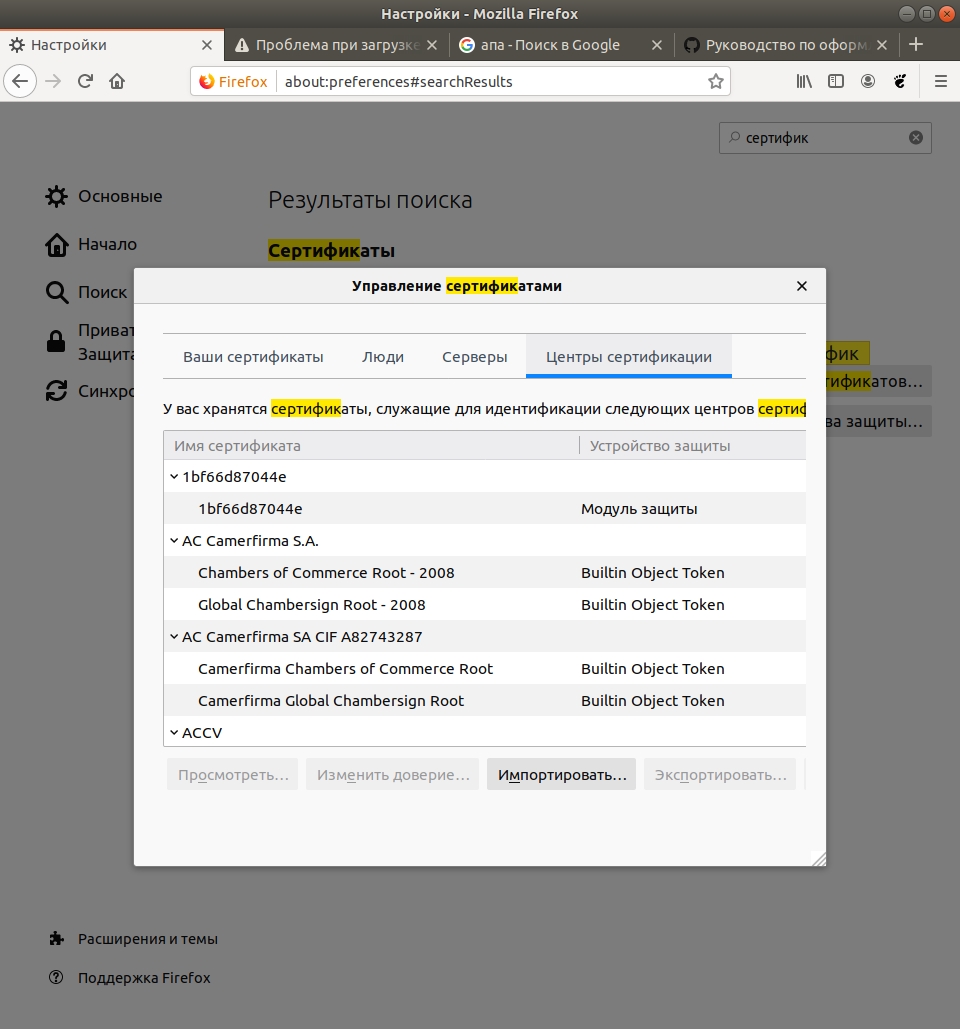 Настройки - Mozilla Firefox
Настройки
Проблема при загрузке
апа - Поиск в Google
Руководство по оформ
Firefox
about:preferences#searchResults
сертифик
Основные
Результаты поиска
Начало
Сертификаты
Управление сертификатами
Поиск
Приват
Защита
Синхро
Ваши сертификаты
Люди
Серверы
Центры сертификации
фик
тификатов…
ва защиты…
У вас хранятся сертификаты, служащие для идентификации следующих центров сертиф
Имя сертификата
Устройство защиты
1bf66d87044e
1bf66d87044e
Модуль защиты
AC Camerfirma S.A.
Chambers of Commerce Root - 2008
Builtin Object Token
Global Chambersign Root - 2008
Builtin Object Token
AC Camerfirma SA CIF A82743287
Camerfirma Chambers of Commerce Root
Builtin Object Token
Camerfirma Global Chambersign Root
Builtin Object Token
ACCV
Просмотреть…
Изменить доверие…
Импортировать…
Экспортировать…
Расширения и темы
Поддержка Firefox